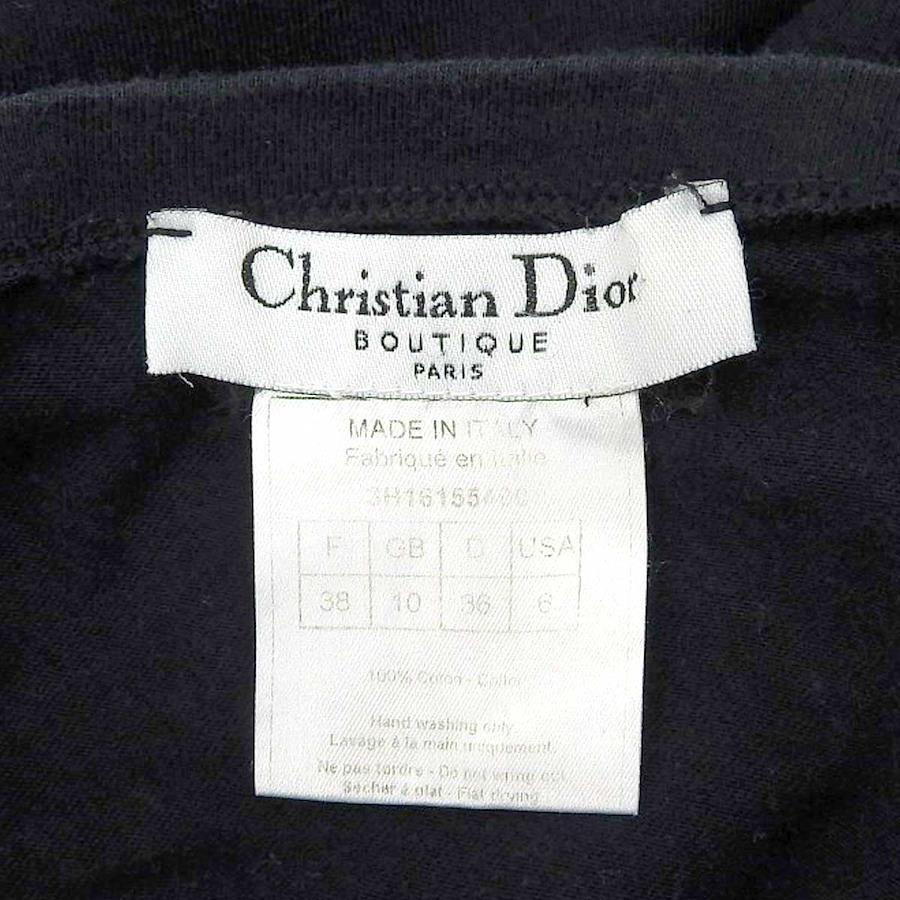 Christian Dior
BOUTIQUE
PARIS
MADE IN ITALY
Fabriqué en Italie
F GB D USA
38 10 36 6
100% Coton - Cotton
Hand washing only
Lavage à la main uniquement.
Ne pas tordre - Do not wring out.
Sécher à plat - Flat drying